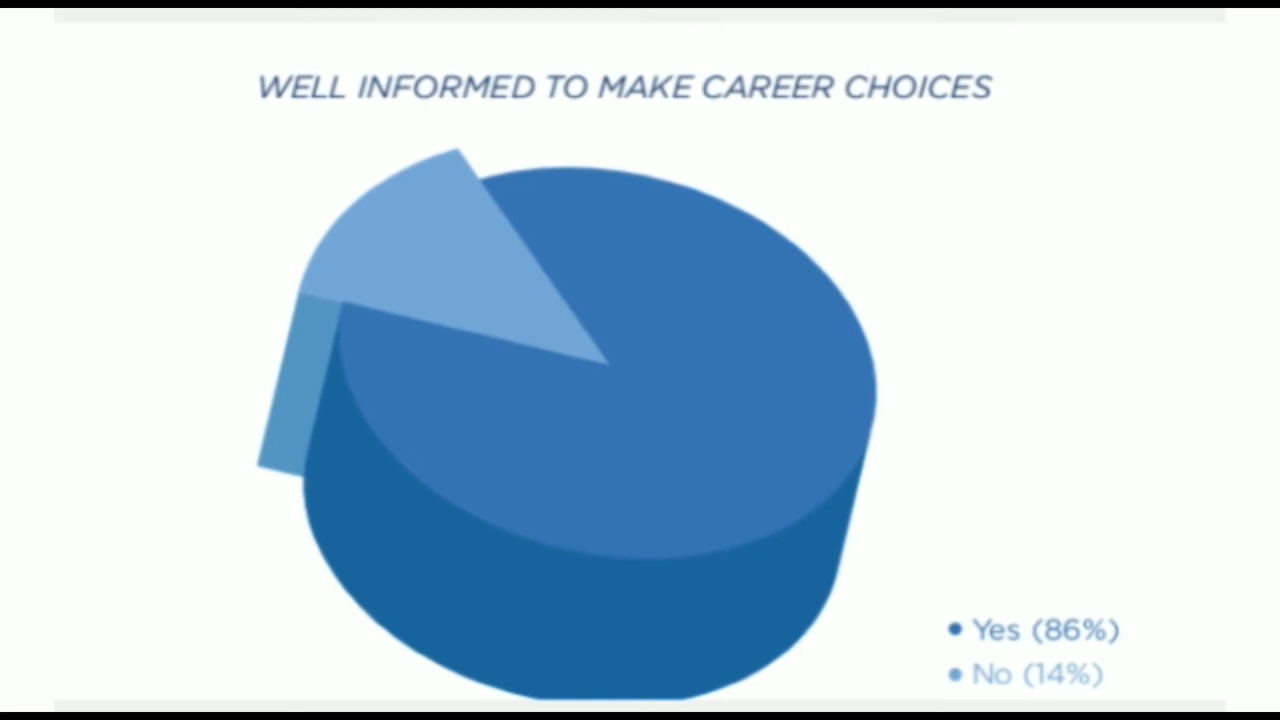 WELL INFORMED TO MAKE CAREER CHOICES
Yes (86%)
No (14%)